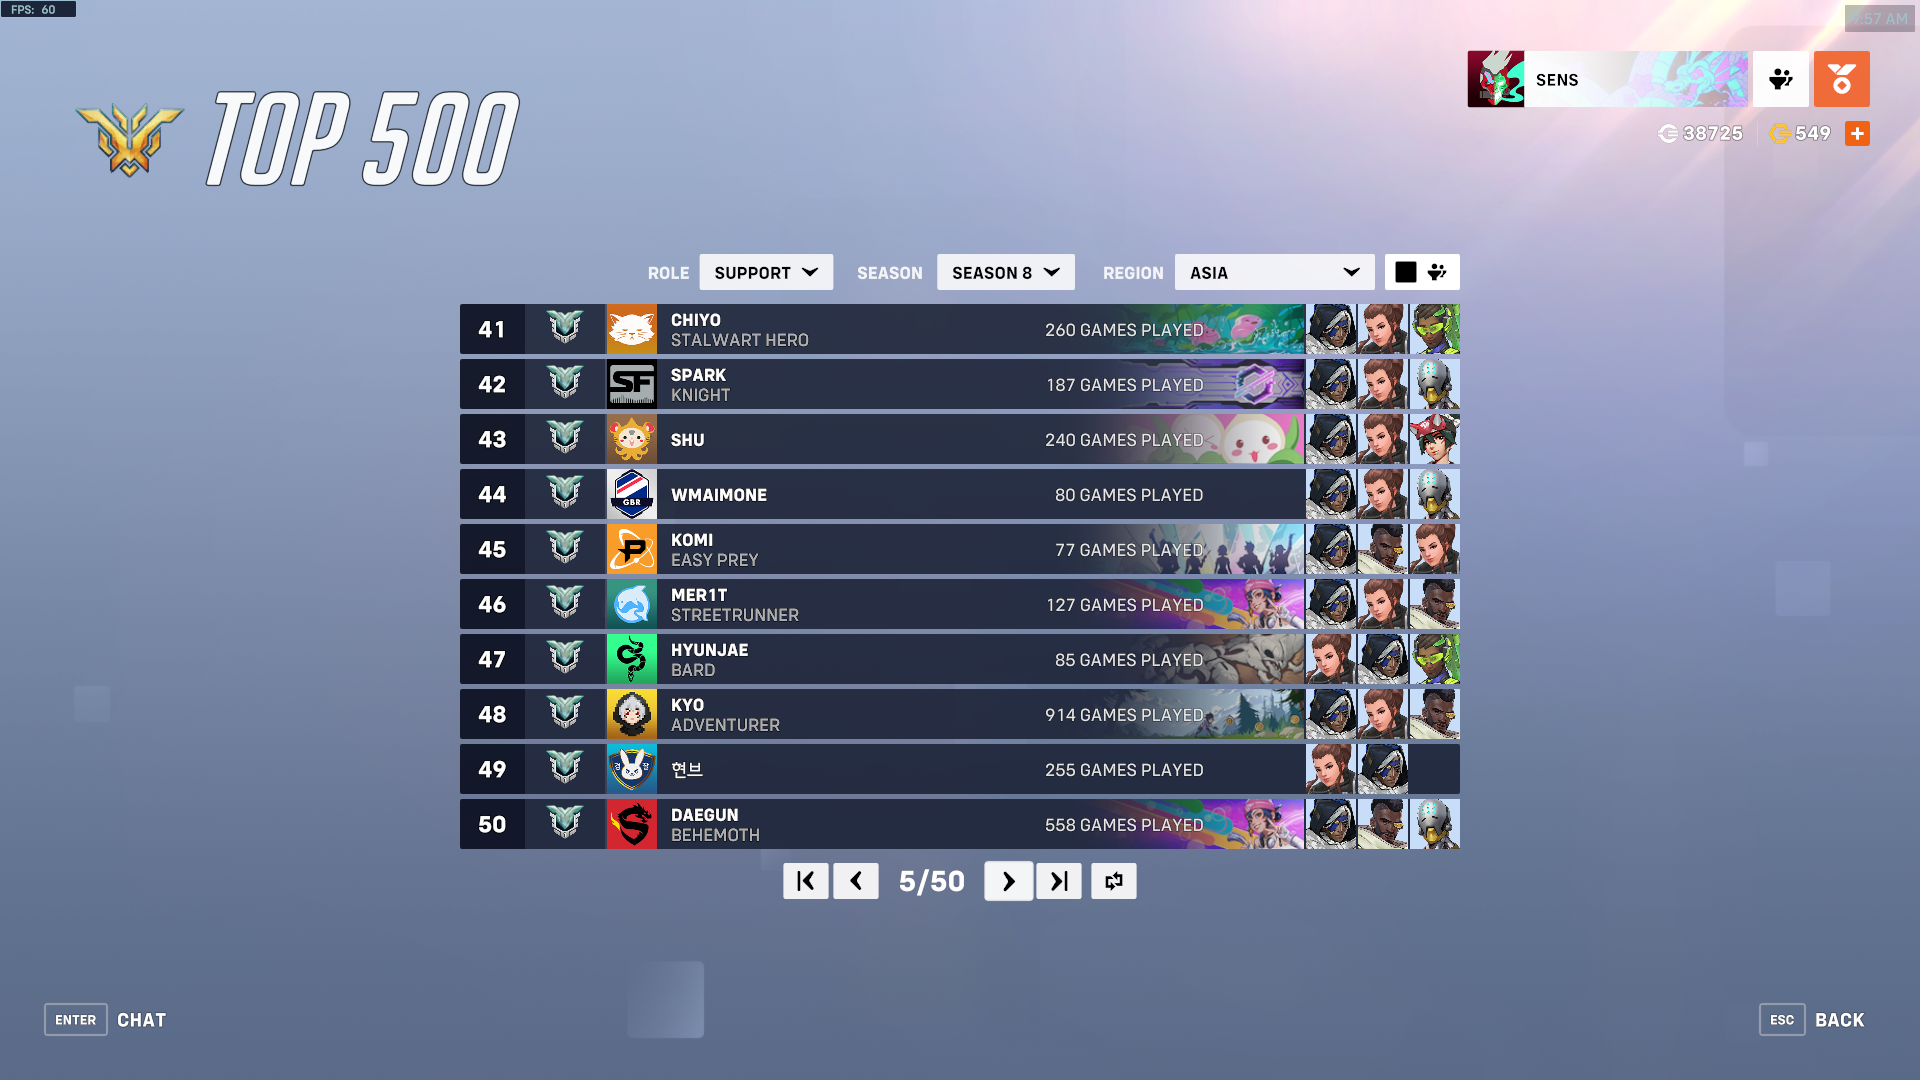 FPS: 60
:57 AM
SENS
TOP 500
38725 549
ROLE SUPPORT SEASON SEASON 8 REGION ASIA
41 CHIYO 260 GAMES PLAYED
STALWART HERO
42 SPARK 187 GAMES PLAYED
KNIGHT
43 SHU 240 GAMES PLAYED
44 GBR WMAIMONE 80 GAMES PLAYED
45 KOMI 77 GAMES PLAYED
EASY PREY
46 MER1T 127 GAMES PLAYED
STREETRUNNER
47 HYUNJAE 85 GAMES PLAYED
BARD
48 KYO 914 GAMES PLAYED
ADVENTURER
49 현브 255 GAMES PLAYED
50 DAEGUN 558 GAMES PLAYED
BEHEMOTH
5/50
ENTER CHAT
ESC BACK